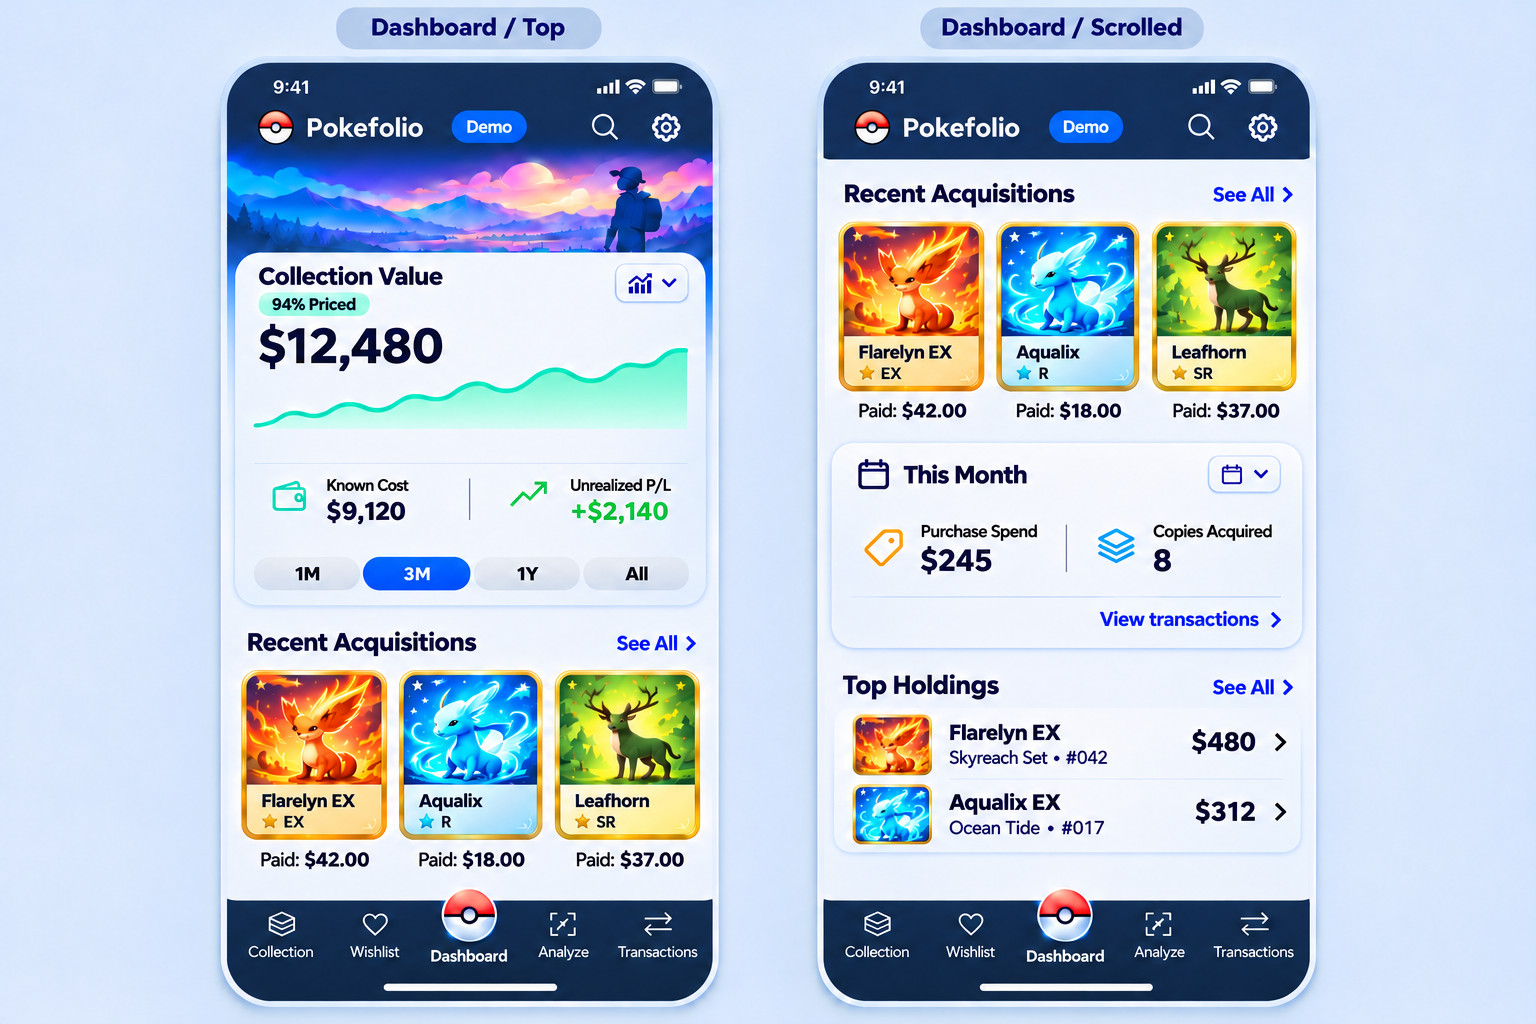 Dashboard / Top
9:41
Pokefolio
Demo
Collection Value
94% Priced
$12,480
Known Cost
$9,120
Unrealized P/L
+$2,140
1M
3M
1Y
All
Recent Acquisitions
See All
Flarelyn EX
EX
Paid: $42.00
Aqualix
R
Paid: $18.00
Leafhorn
SR
Paid: $37.00
Collection
Wishlist
Dashboard
Analyze
Transactions
Dashboard / Scrolled
9:41
Pokefolio
Demo
Recent Acquisitions
See All
Flarelyn EX
EX
Paid: $42.00
Aqualix
R
Paid: $18.00
Leafhorn
SR
Paid: $37.00
This Month
Purchase Spend
$245
Copies Acquired
8
View transactions
Top Holdings
See All
Flarelyn EX
Skyreach Set • #042
$480
Aqualix EX
Ocean Tide • #017
$312
Collection
Wishlist
Dashboard
Analyze
Transactions